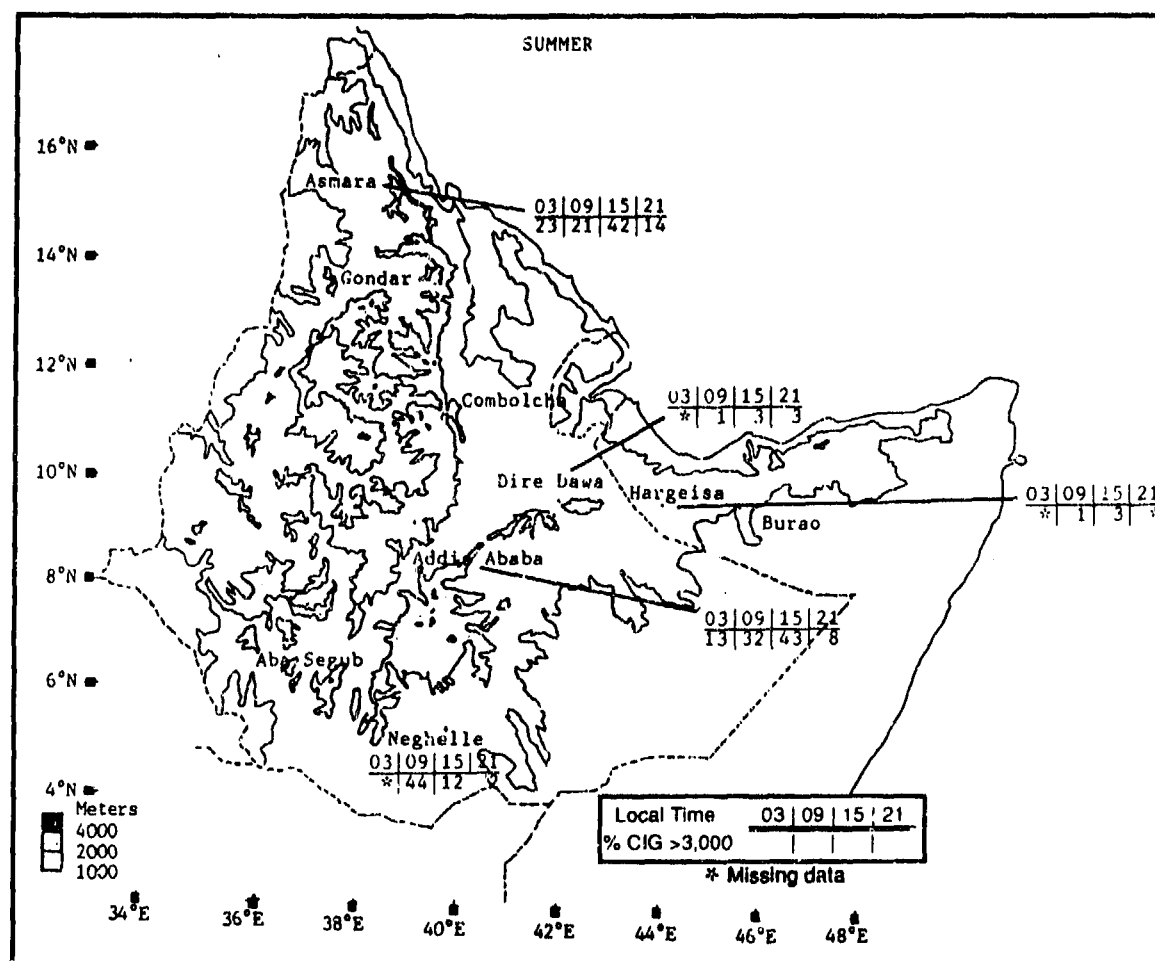 SUMMER
16°N
Asmara
03 | 09 | 15 | 21
23 | 21 | 42 | 14
14°N
Gondar
12°N
Combolcha
03 | 09 | 15 | 21
* | 1 | 3 | 3
10°N
Dire Dawa
Hargeisa
03 | 09 | 15 | 21
* | 1 | 3 | *
Burao
8°N
Addis Ababa
03 | 09 | 15 | 21
13 | 32 | 43 | 8
Aba Segub
6°N
Neghelle
03 | 09 | 15 | 21
* | 44 | 12 | 2
4°N
Meters
4000
2000
1000
Local Time 03 | 09 | 15 | 21
% CIG >3,000
* Missing data
34°E 36°E 38°E 40°E 42°E 44°E 46°E 48°E